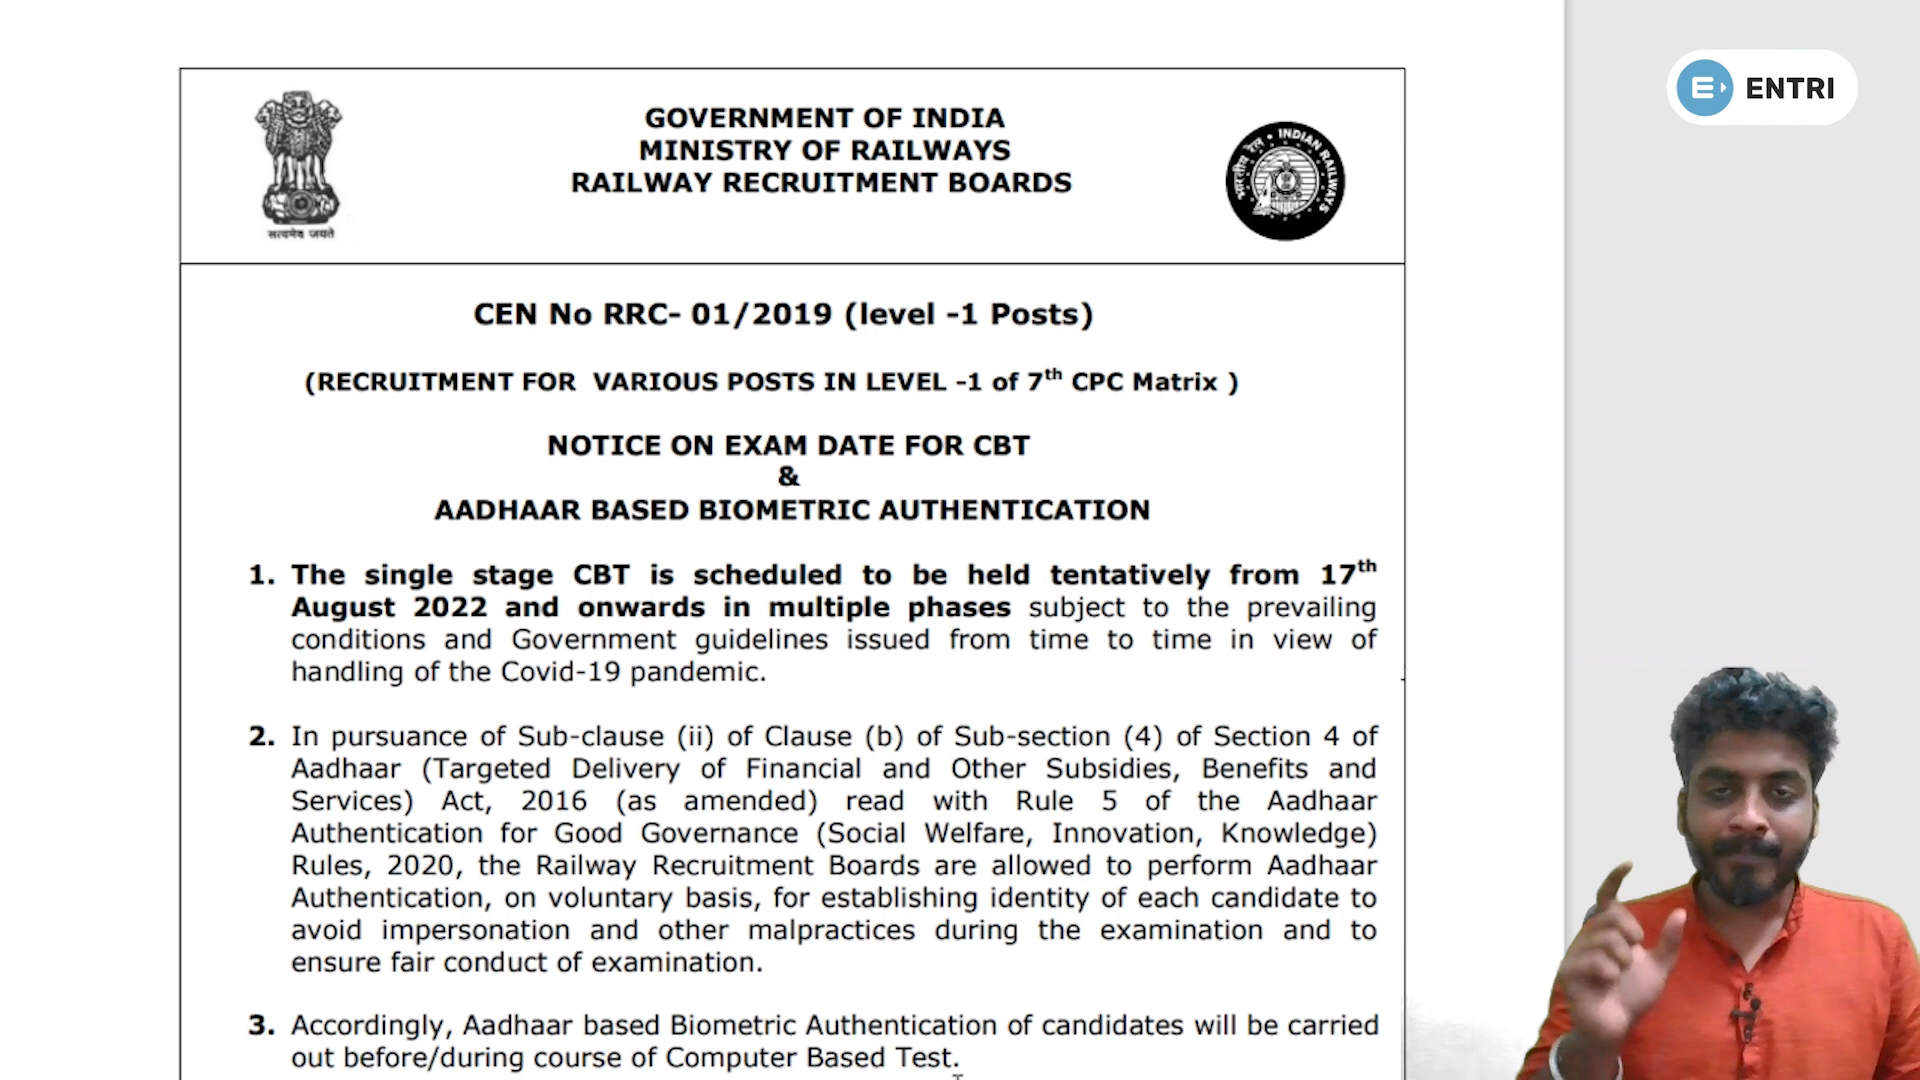 ENTRI
GOVERNMENT OF INDIA
MINISTRY OF RAILWAYS
RAILWAY RECRUITMENT BOARDS
सत्यमेव जयते
भारतीय रेल • INDIAN RAILWAYS
CEN No RRC- 01/2019 (level -1 Posts)
(RECRUITMENT FOR VARIOUS POSTS IN LEVEL -1 of 7th CPC Matrix )
NOTICE ON EXAM DATE FOR CBT
&
AADHAAR BASED BIOMETRIC AUTHENTICATION
1. The single stage CBT is scheduled to be held tentatively from 17th
August 2022 and onwards in multiple phases subject to the prevailing
conditions and Government guidelines issued from time to time in view of
handling of the Covid-19 pandemic.
2. In pursuance of Sub-clause (ii) of Clause (b) of Sub-section (4) of Section 4 of
Aadhaar (Targeted Delivery of Financial and Other Subsidies, Benefits and
Services) Act, 2016 (as amended) read with Rule 5 of the Aadhaar
Authentication for Good Governance (Social Welfare, Innovation, Knowledge)
Rules, 2020, the Railway Recruitment Boards are allowed to perform Aadhaar
Authentication, on voluntary basis, for establishing identity of each candidate to
avoid impersonation and other malpractices during the examination and to
ensure fair conduct of examination.
3. Accordingly, Aadhaar based Biometric Authentication of candidates will be carried
out before/during course of Computer Based Test.